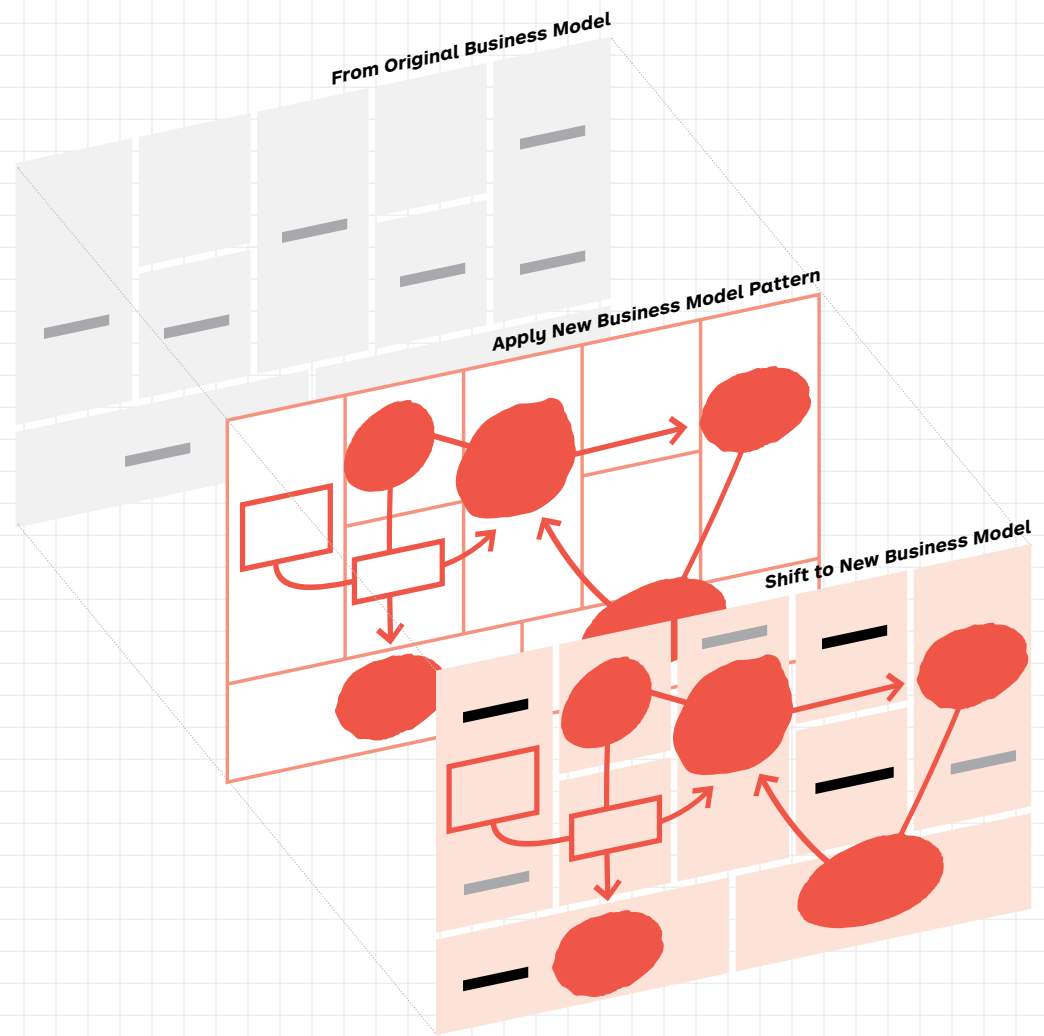 From Original Business Model
Apply New Business Model Pattern
Shift to New Business Model